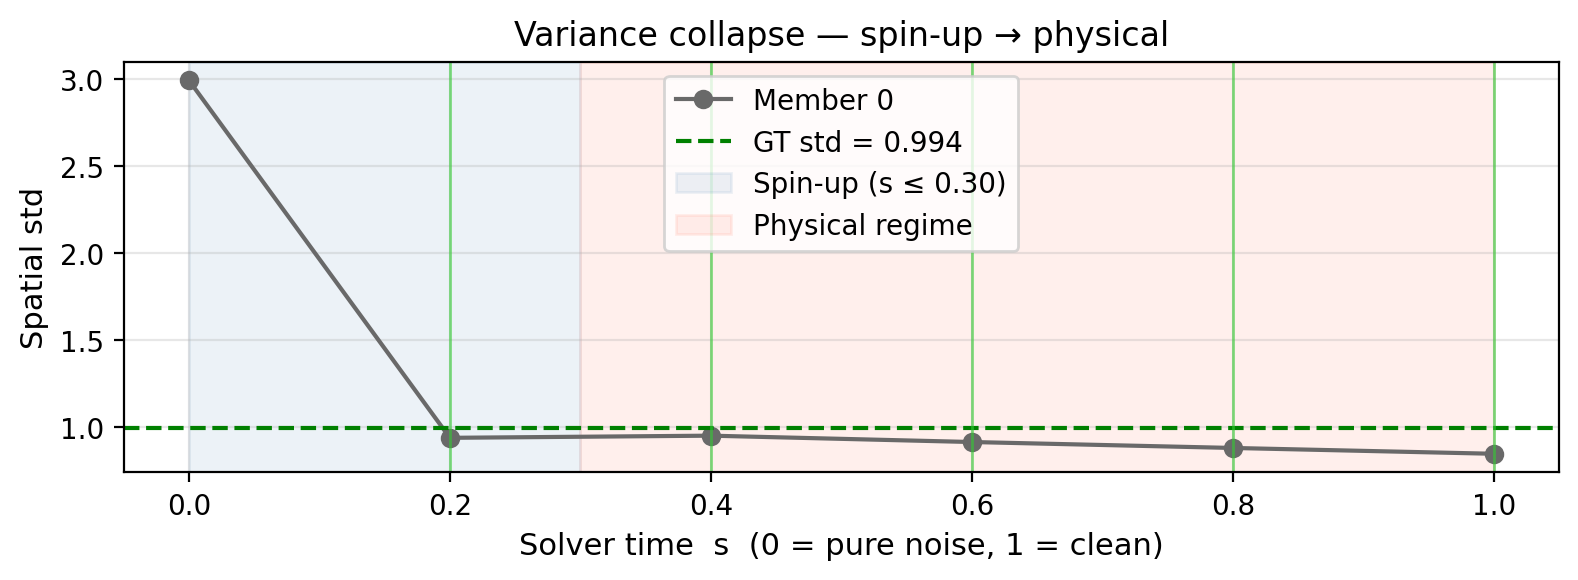 Variance collapse — spin-up → physical
Spatial std
3.0
2.5
2.0
1.5
1.0
Member 0
GT std = 0.994
Spin-up (s ≤ 0.30)
Physical regime
0.0 0.2 0.4 0.6 0.8 1.0
Solver time s (0 = pure noise, 1 = clean)